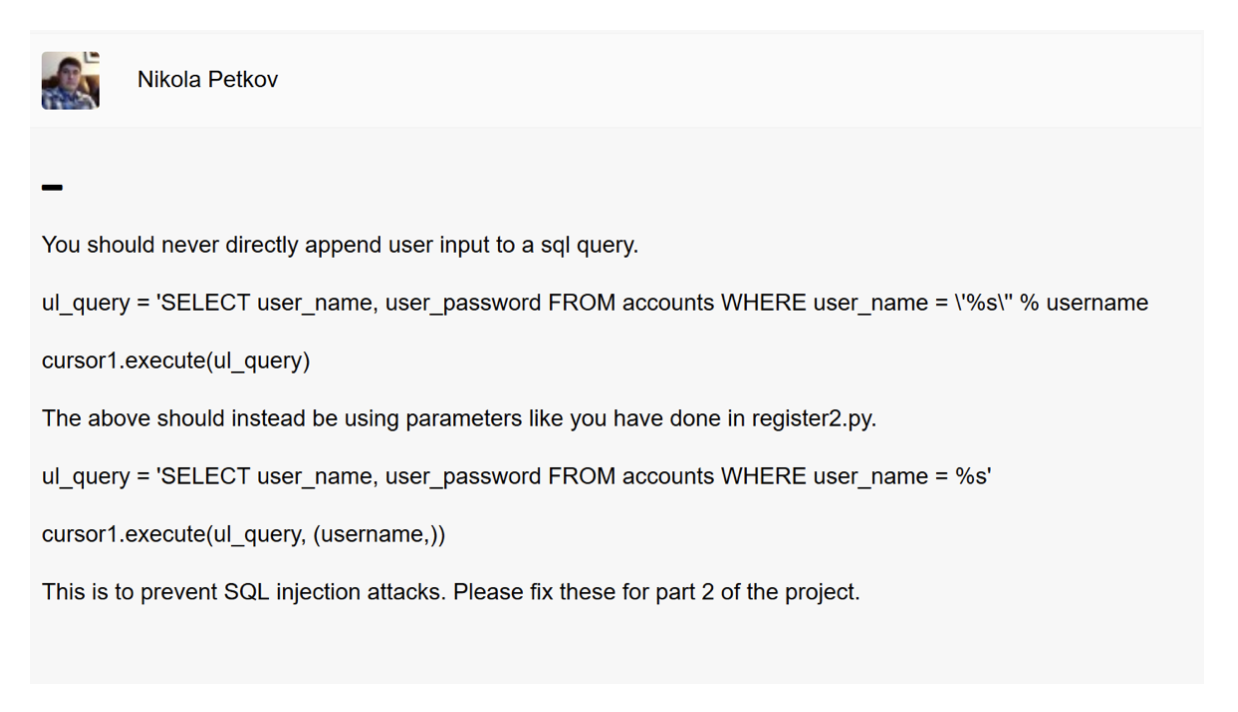 Nikola Petkov
–
You should never directly append user input to a sql query.
ul_query = 'SELECT user_name, user_password FROM accounts WHERE user_name = \'%s\'' % username
cursor1.execute(ul_query)
The above should instead be using parameters like you have done in register2.py.
ul_query = 'SELECT user_name, user_password FROM accounts WHERE user_name = %s'
cursor1.execute(ul_query, (username,))
This is to prevent SQL injection attacks. Please fix these for part 2 of the project.